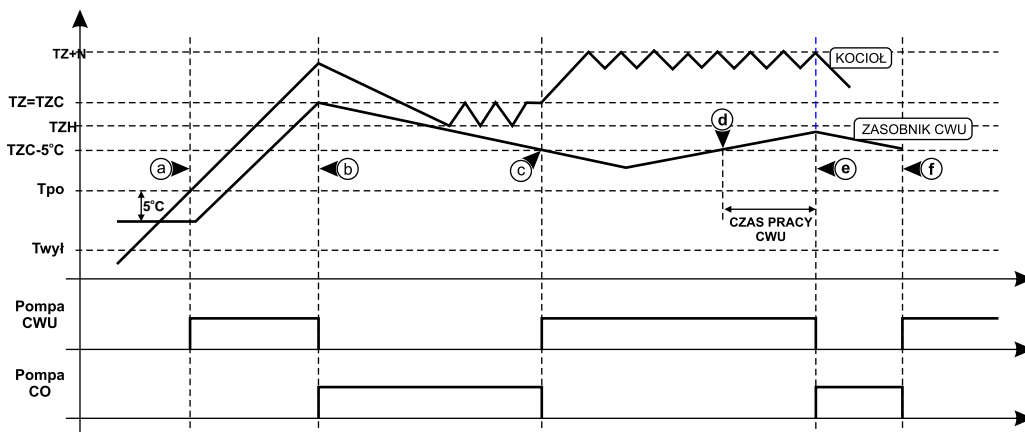 TZ+N
KOCIOŁ
TZ=TZC
TZH
ZASOBNIK CWU
TZC-5°C
a
b
c
d
e
f
Tpo
5°C
CZAS PRACY
CWU
Twył
Pompa
CWU
Pompa
CO